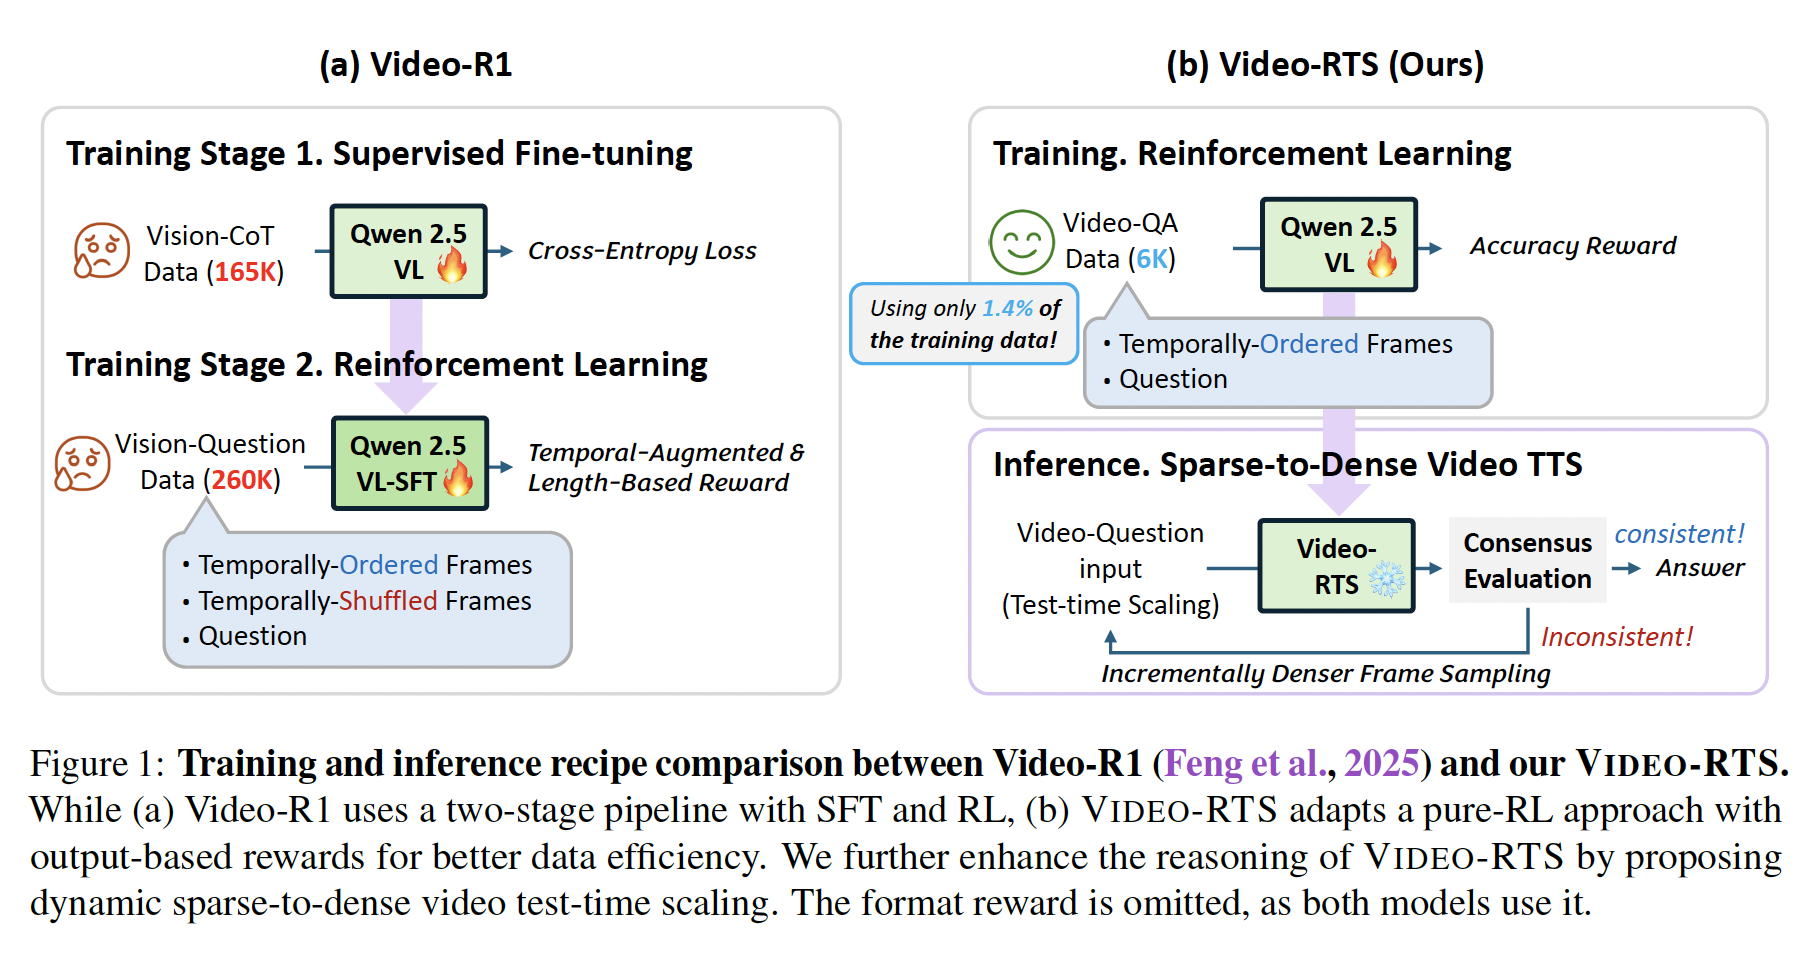 (a) Video-R1
Training Stage 1. Supervised Fine-tuning
Vision-CoT
Data (165K)
Qwen 2.5
VL
Cross-Entropy Loss
Training Stage 2. Reinforcement Learning
Vision-Question
Data (260K)
Qwen 2.5
VL-SFT
Temporal-Augmented &
Length-Based Reward
• Temporally-Ordered Frames
• Temporally-Shuffled Frames
• Question
(b) Video-RTS (Ours)
Training. Reinforcement Learning
Video-QA
Data (6K)
Qwen 2.5
VL
Accuracy Reward
Using only 1.4% of
the training data!
• Temporally-Ordered Frames
• Question
Inference. Sparse-to-Dense Video TTS
Video-Question
input
(Test-time Scaling)
Video-
RTS
Consensus
Evaluation
consistent!
Answer
Inconsistent!
Incrementally Denser Frame Sampling
Figure 1: Training and inference recipe comparison between Video-R1 (Feng et al., 2025) and our VIDEO-RTS.
While (a) Video-R1 uses a two-stage pipeline with SFT and RL, (b) VIDEO-RTS adapts a pure-RL approach with
output-based rewards for better data efficiency. We further enhance the reasoning of VIDEO-RTS by proposing
dynamic sparse-to-dense video test-time scaling. The format reward is omitted, as both models use it.